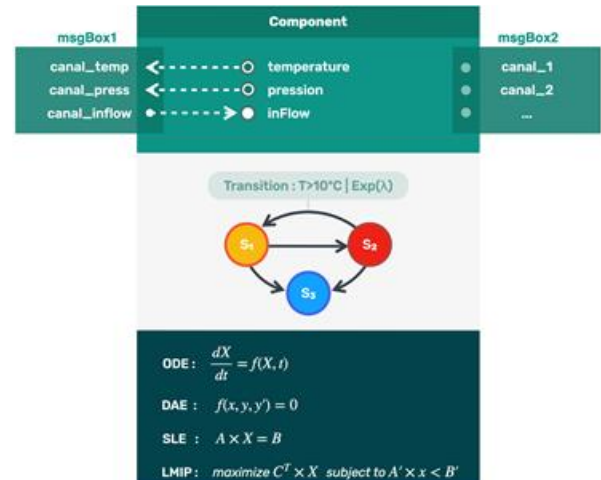 Component
msgBox1
msgBox2
canal_temp temperature canal_1
canal_press pression canal_2
canal_inflow inFlow ...
Transition : T>10°C | Exp(λ)
S₁
S₂
S₃
ODE : dX/dt = f(X, t)
DAE : f(x, y, y′) = 0
SLE : A × X = B
LMIP : maximize Cᵀ × X subject to A′ × x < B′